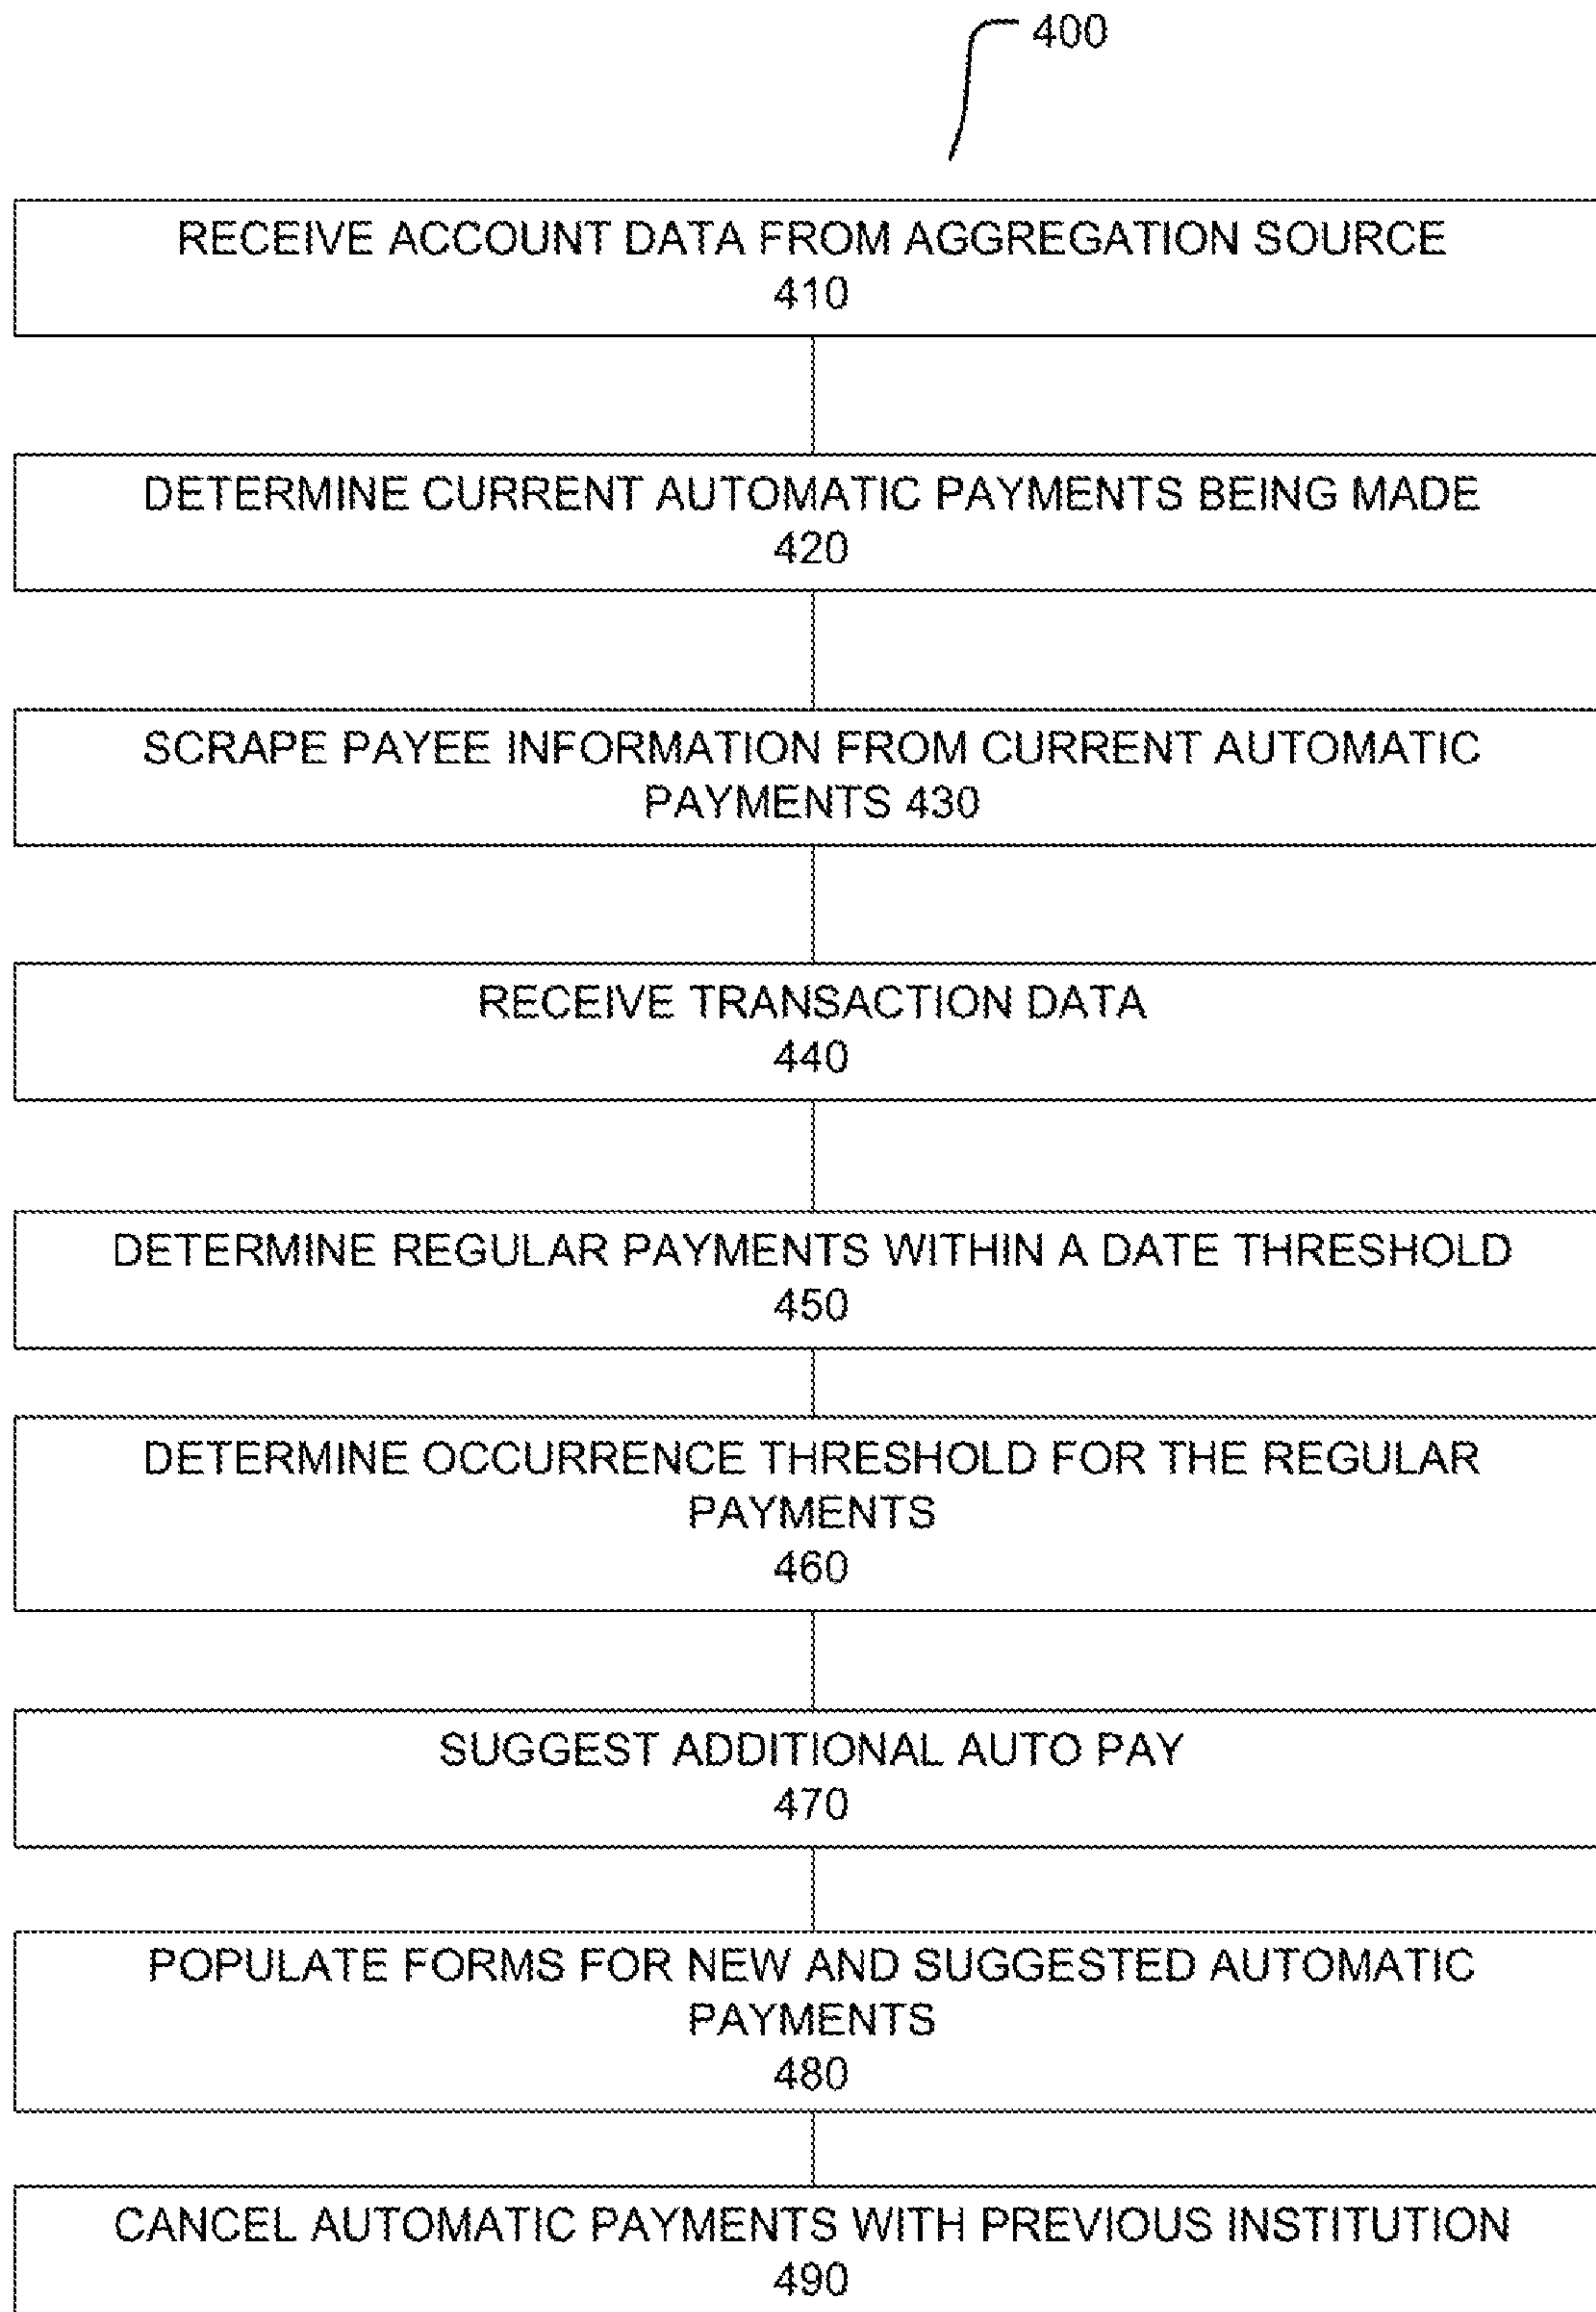 400
RECEIVE ACCOUNT DATA FROM AGGREGATION SOURCE
410
DETERMINE CURRENT AUTOMATIC PAYMENTS BEING MADE
420
SCRAPE PAYEE INFORMATION FROM CURRENT AUTOMATIC
PAYMENTS 430
RECEIVE TRANSACTION DATA
440
DETERMINE REGULAR PAYMENTS WITHIN A DATE THRESHOLD
450
DETERMINE OCCURRENCE THRESHOLD FOR THE REGULAR
PAYMENTS
460
SUGGEST ADDITIONAL AUTO PAY
470
POPULATE FORMS FOR NEW AND SUGGESTED AUTOMATIC
PAYMENTS
480
CANCEL AUTOMATIC PAYMENTS WITH PREVIOUS INSTITUTION
490